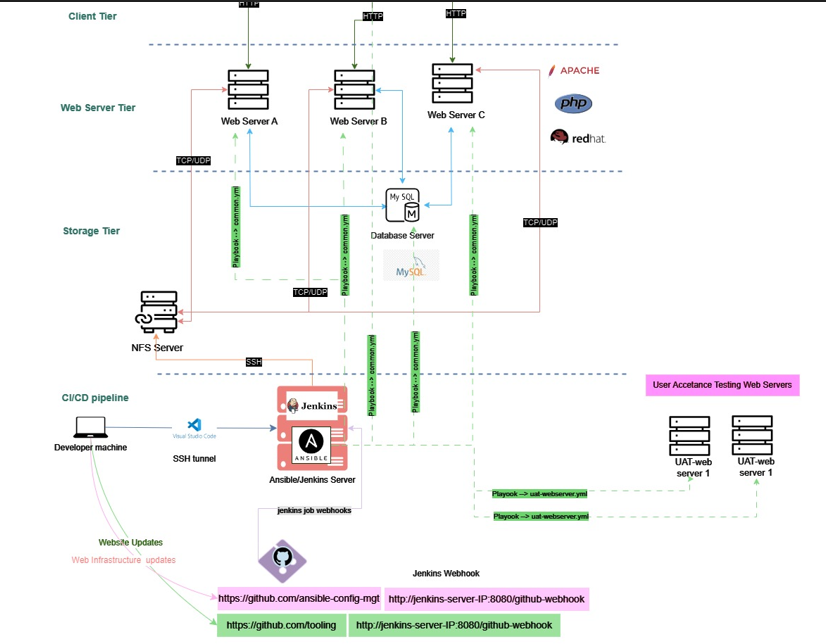 HTTP
Client Tier
HTTP
HTTP
APACHE
Web Server Tier
php
Web Server A
Web Server B
Web Server C
redhat.
TCP/UDP
My SQL
M
Storage Tier
Database Server
TCP/UDP
Playbook --> common.yml
Playbook --> common.yml
Playbook --> common.yml
MySQL
TCP/UDP
NFS Server
SSH
Playbook --> common.yml
Playbook --> common.yml
User Accetance Testing Web Servers
CI/CD pipeline
Jenkins
Developer machine
Visual Studio Code
SSH tunnel
ANSIBLE
Ansible/Jenkins Server
UAT-web
server 1
UAT-web
server 1
Playook --> uat-webserver.yml
jenkins job webhooks
Playook --> uat-webserver.yml
Website Updates
Web Infrastructure updates
Jenkins Webhook
https://github.com/ansible-config-mgt
http://jenkins-server-IP:8080/github-webhook
https://github.com/tooling
http://jenkins-server-IP:8080/github-webhook